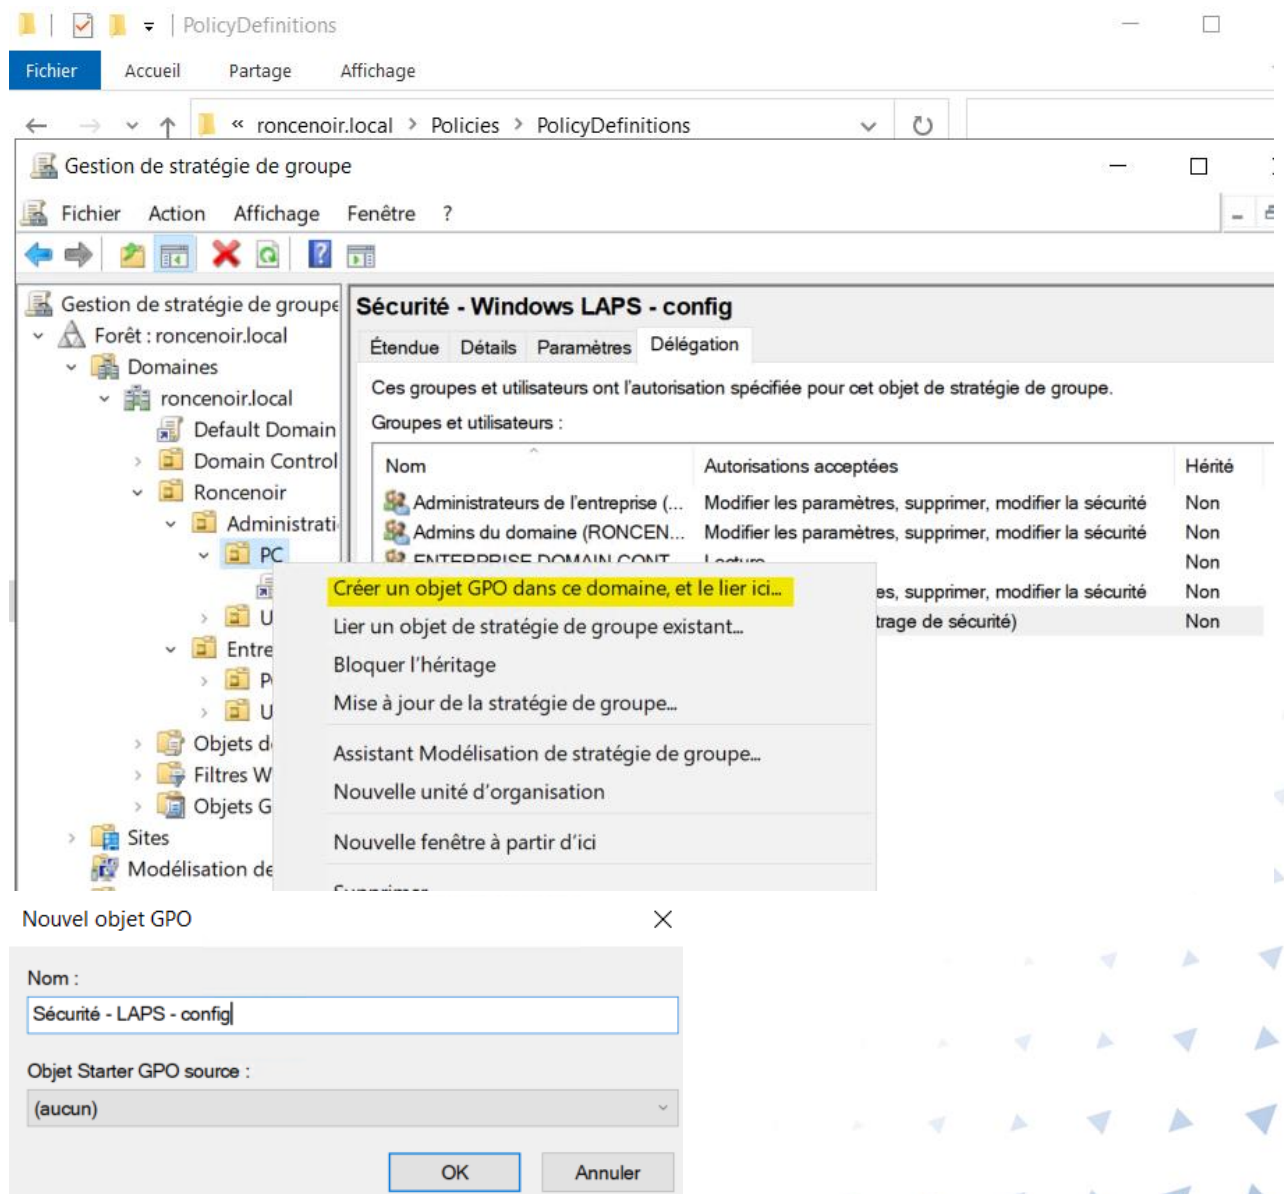 PolicyDefinitions
Fichier Accueil Partage Affichage
« roncenoir.local > Policies > PolicyDefinitions
Gestion de stratégie de groupe
Fichier Action Affichage Fenêtre ?
Gestion de stratégie de groupe
Forêt : roncenoir.local
Domaines
roncenoir.local
Default Domain
Domain Control
Roncenoir
Administrati
PC
U
Entre
P
U
Objets d
Filtres W
Objets G
Sites
Modélisation de
Sécurité - Windows LAPS - config
Étendue Détails Paramètres Délégation
Ces groupes et utilisateurs ont l'autorisation spécifiée pour cet objet de stratégie de groupe.
Groupes et utilisateurs :
Nom Autorisations acceptées Hérité
Administrateurs de l'entreprise (... Modifier les paramètres, supprimer, modifier la sécurité Non
Admins du domaine (RONCEN... Modifier les paramètres, supprimer, modifier la sécurité Non
ENTERPRISE DOMAIN CONT... Lecture Non
es, supprimer, modifier la sécurité Non
trage de sécurité) Non
Créer un objet GPO dans ce domaine, et le lier ici...
Lier un objet de stratégie de groupe existant...
Bloquer l'héritage
Mise à jour de la stratégie de groupe...
Assistant Modélisation de stratégie de groupe...
Nouvelle unité d'organisation
Nouvelle fenêtre à partir d'ici
Supprimer
Nouvel objet GPO
Nom :
Sécurité - LAPS - config
Objet Starter GPO source :
(aucun)
OK Annuler